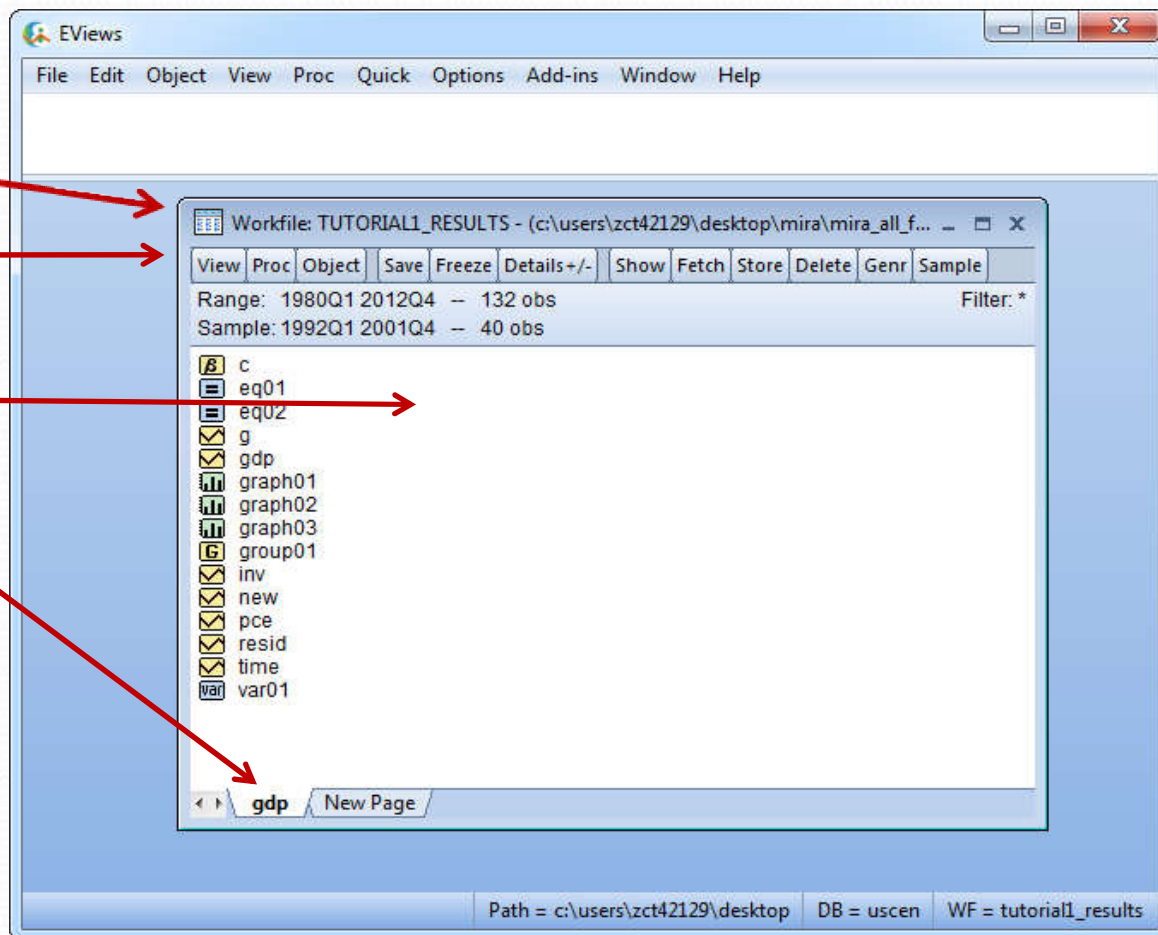 EViews
File Edit Object View Proc Quick Options Add-ins Window Help
Workfile: TUTORIAL1_RESULTS - (c:\users\zct42129\desktop\mira\mira_all_f...
View Proc Object Save Freeze Details+/- Show Fetch Store Delete Genr Sample
Range: 1980Q1 2012Q4 -- 132 obs Filter: *
Sample: 1992Q1 2001Q4 -- 40 obs
β c
= eq01
= eq02
g
gdp
graph01
graph02
graph03
G group01
inv
new
pce
resid
time
var var01
gdp New Page
Path = c:\users\zct42129\desktop DB = uscen WF = tutorial1_results